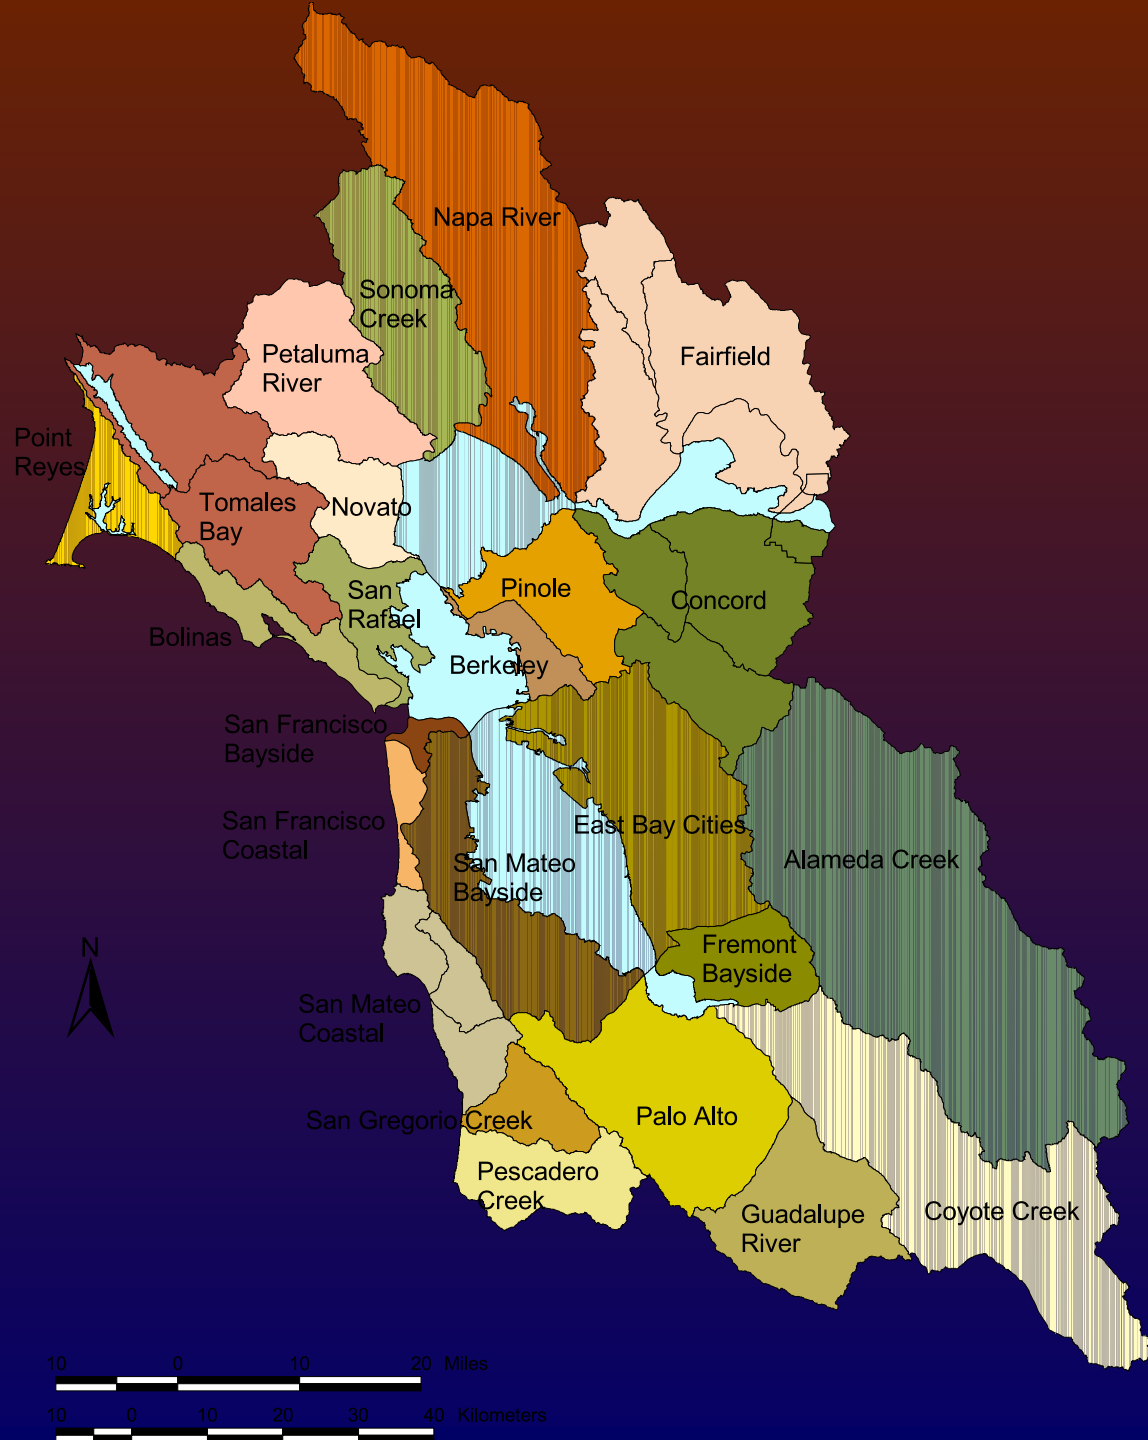 Napa River
Sonoma
Creek
Petaluma
River
Fairfield
Point
Reyes
Tomales
Bay
Novato
San
Rafael
Pinole
Concord
Bolinas
Berkeley
San Francisco
Bayside
San Francisco
Coastal
East Bay Cities
San Mateo
Bayside
Alameda Creek
Fremont
Bayside
N
San Mateo
Coastal
San Gregorio Creek
Palo Alto
Pescadero
Creek
Guadalupe
River
Coyote Creek
10 0 10 20 Miles
10 0 10 20 30 40 Kilometers